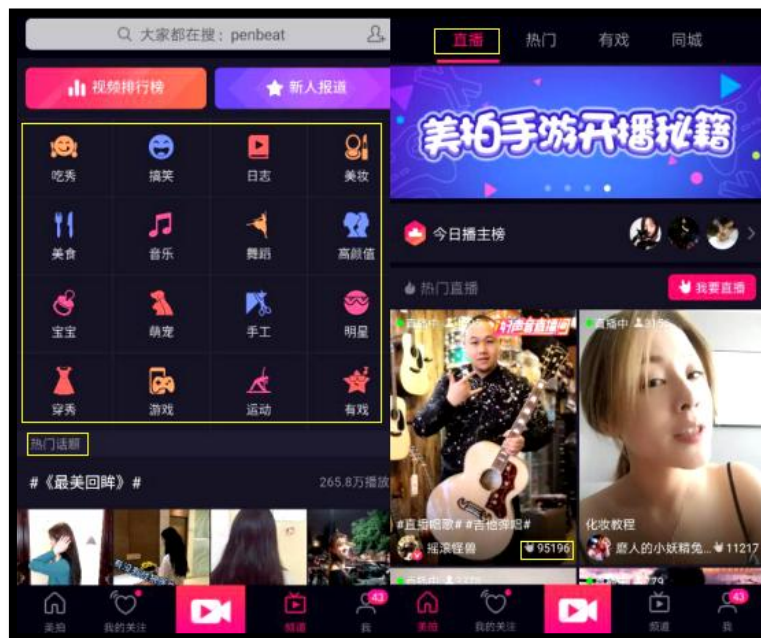 大家都在搜：penbeat
视频排行榜
新人报道
吃秀
搞笑
日志
美妆
美食
音乐
舞蹈
高颜值
宝宝
萌宠
手工
明星
穿秀
游戏
运动
有戏
热门话题
#《最美回眸》#
265.8万播放
美拍
我的关注
频道
43
我
直播
热门
有戏
同城
美拍手游开播秘籍
今日播主榜
热门直播
我要直播
直播中
好声音直播间
#直播唱歌# #吉他弹唱#
摇滚怪兽
95196
直播中
化妆教程
磨人的小妖精兔...
11217
美拍
我的关注
频道
43
我